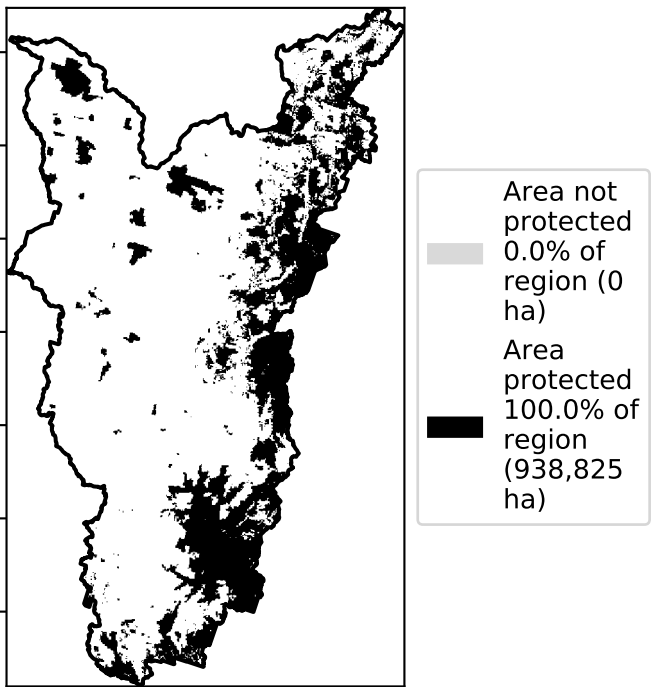 Area not
protected
0.0% of
region (0
ha)
Area
protected
100.0% of
region
(938,825
ha)